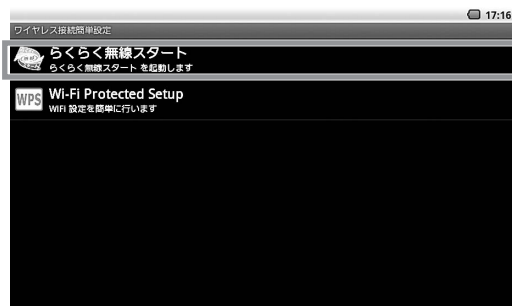 17:16
ワイヤレス接続簡単設定
らくらく無線スタート
らくらく無線スタート を起動します
WPS
Wi-Fi Protected Setup
WiFi 設定を簡単に行います